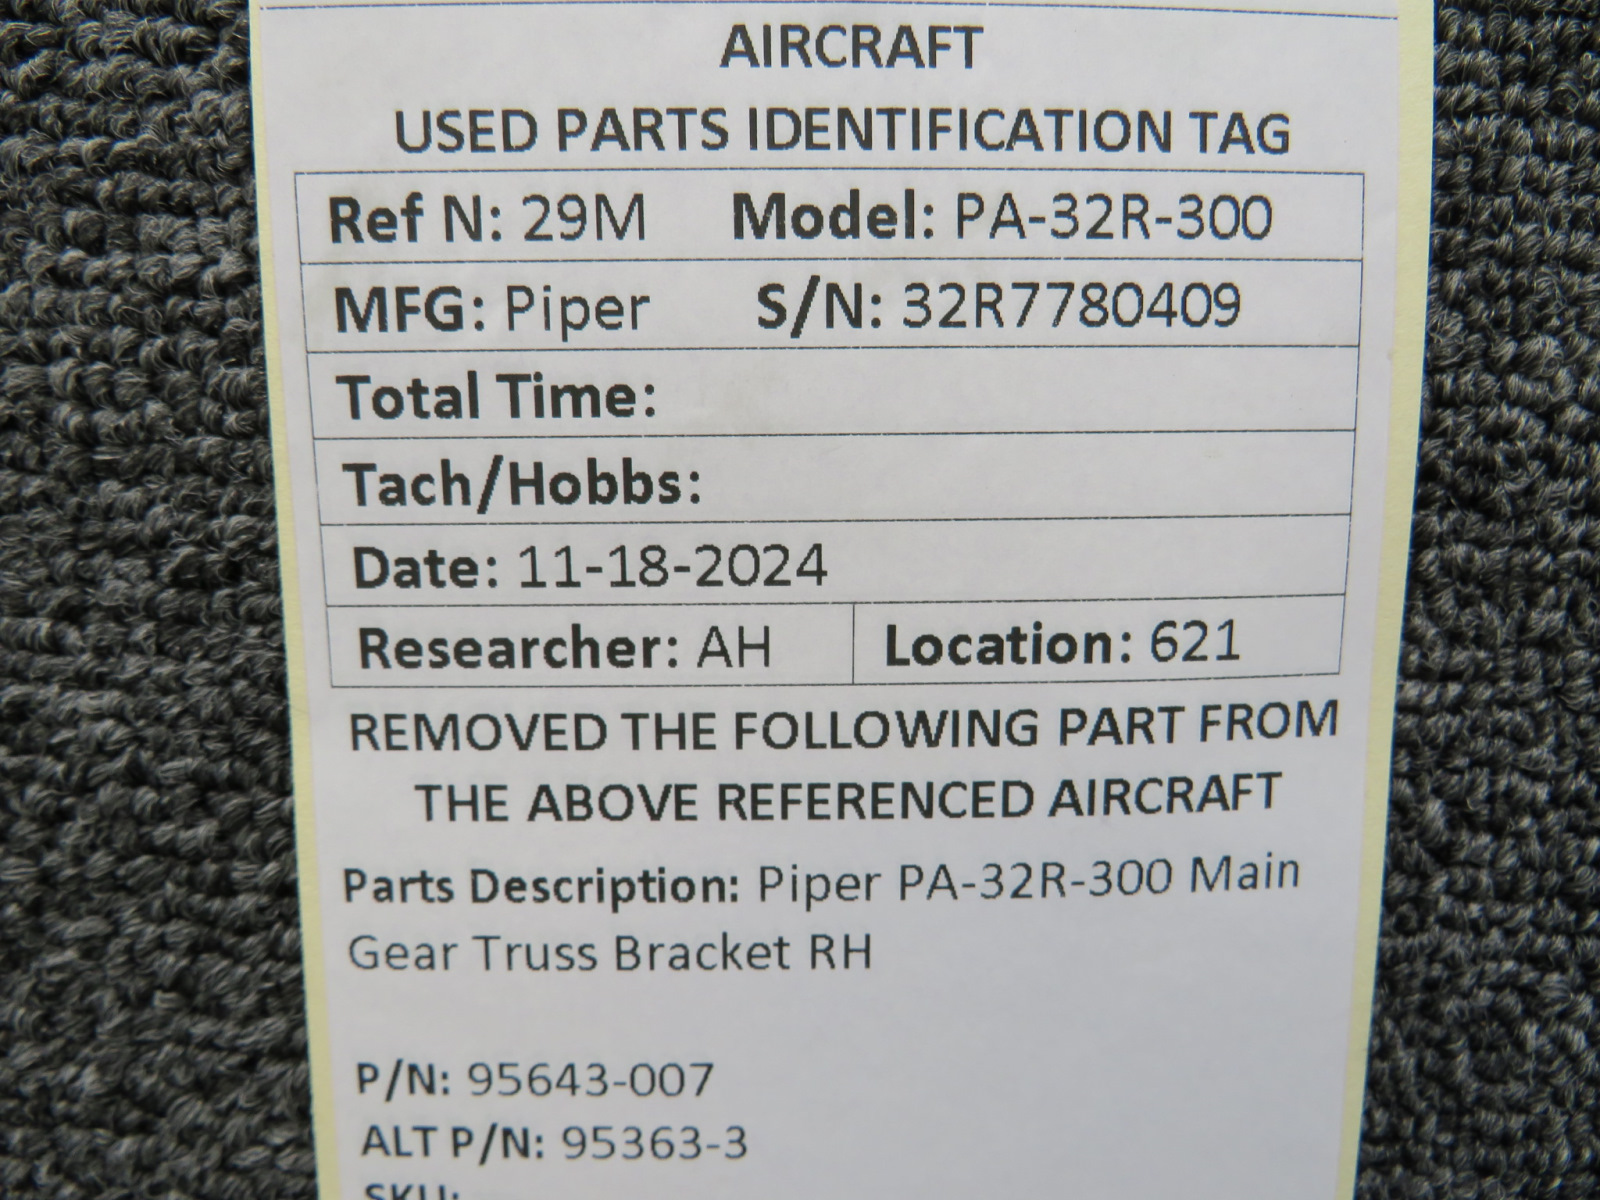 AIRCRAFT
USED PARTS IDENTIFICATION TAG
Ref N: 29M Model: PA-32R-300
MFG: Piper S/N: 32R7780409
Total Time:
Tach/Hobbs:
Date: 11-18-2024
Researcher: AH Location: 621
REMOVED THE FOLLOWING PART FROM
THE ABOVE REFERENCED AIRCRAFT
Parts Description: Piper PA-32R-300 Main
Gear Truss Bracket RH
P/N: 95643-007
ALT P/N: 95363-3
SKU: